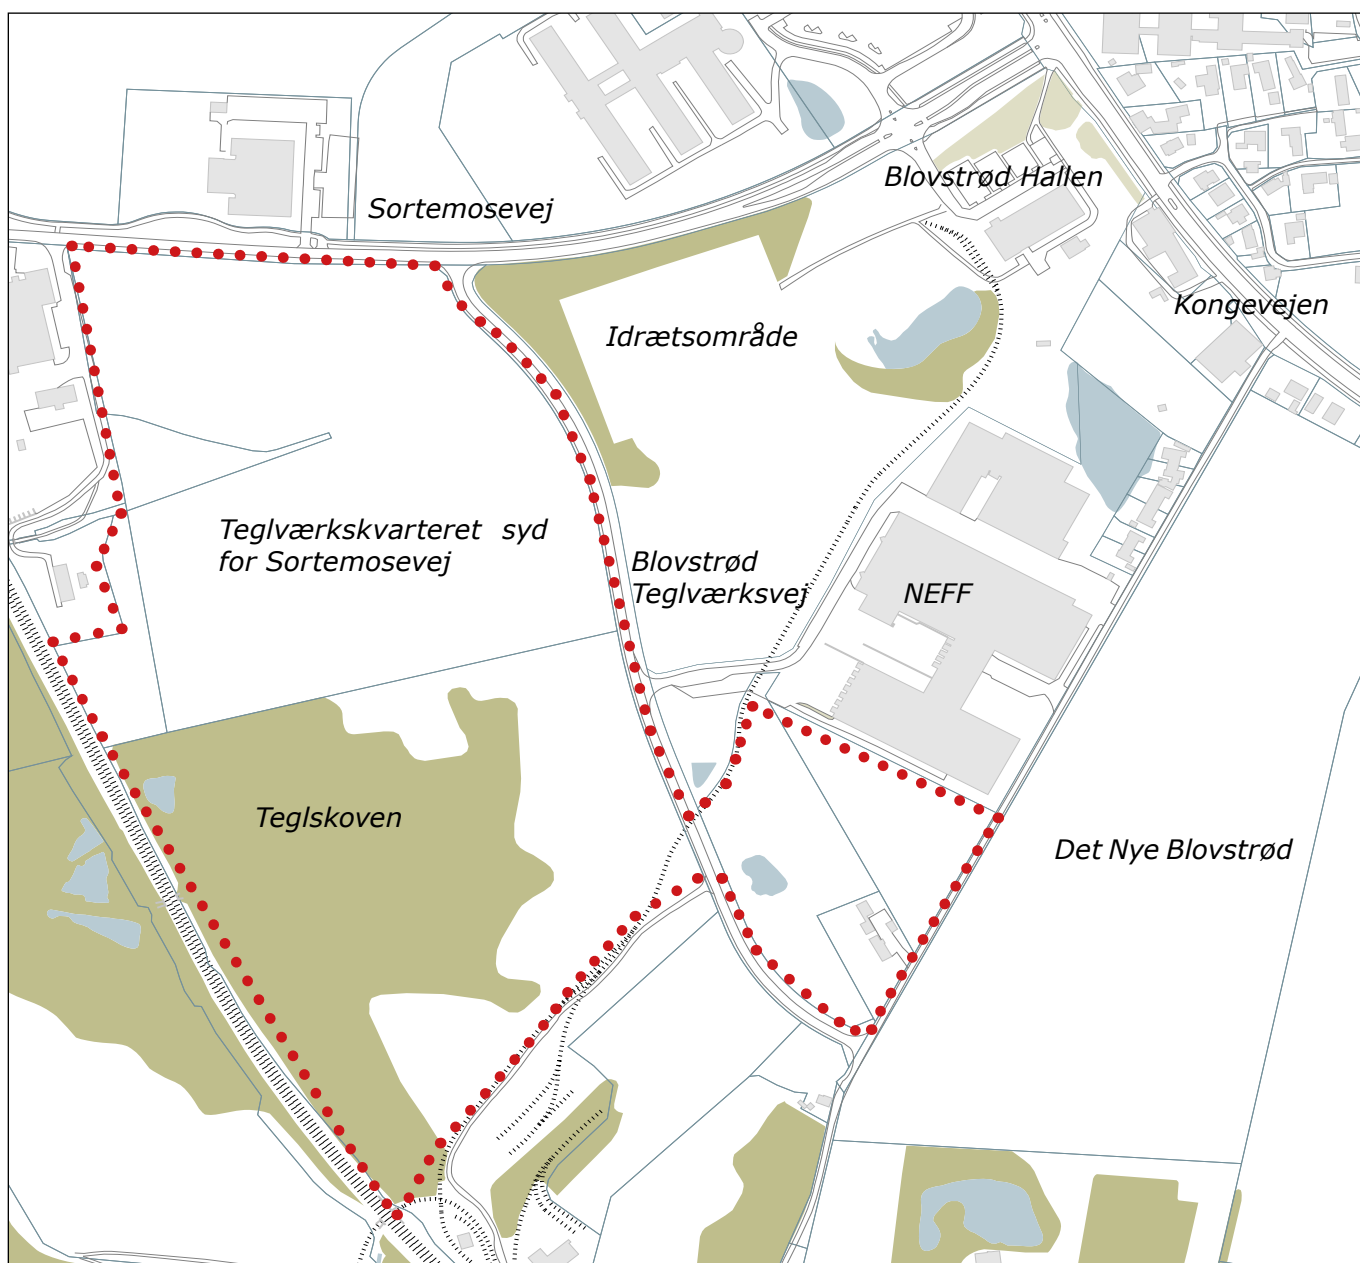 Blovstrød Hallen
Sortemosevej
Kongevejen
Idrætsområde
Teglværkskvarteret syd
for Sortemosevej
Blovstrød
Teglværksvej
NEFF
Teglskoven
Det Nye Blovstrød